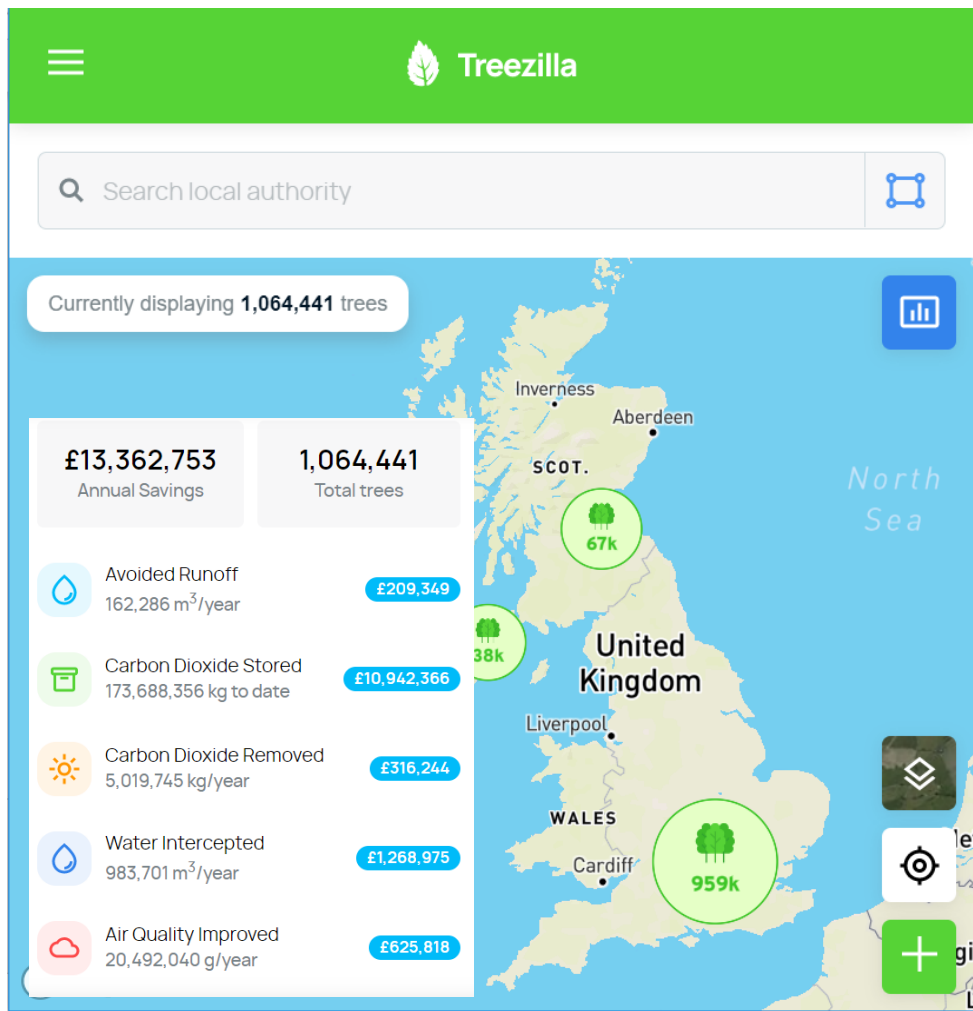 Treezilla
Search local authority
Currently displaying 1,064,441 trees
Inverness
Aberdeen
SCOT.
North
Sea
£13,362,753
Annual Savings
1,064,441
Total trees
67k
Avoided Runoff
162,286 m³/year
£209,349
38k
United
Kingdom
Carbon Dioxide Stored
173,688,356 kg to date
£10,942,366
Liverpool
Carbon Dioxide Removed
5,019,745 kg/year
£316,244
WALES
Water Intercepted
983,701 m³/year
£1,268,975
Cardiff
959k
Air Quality Improved
20,492,040 g/year
£625,818